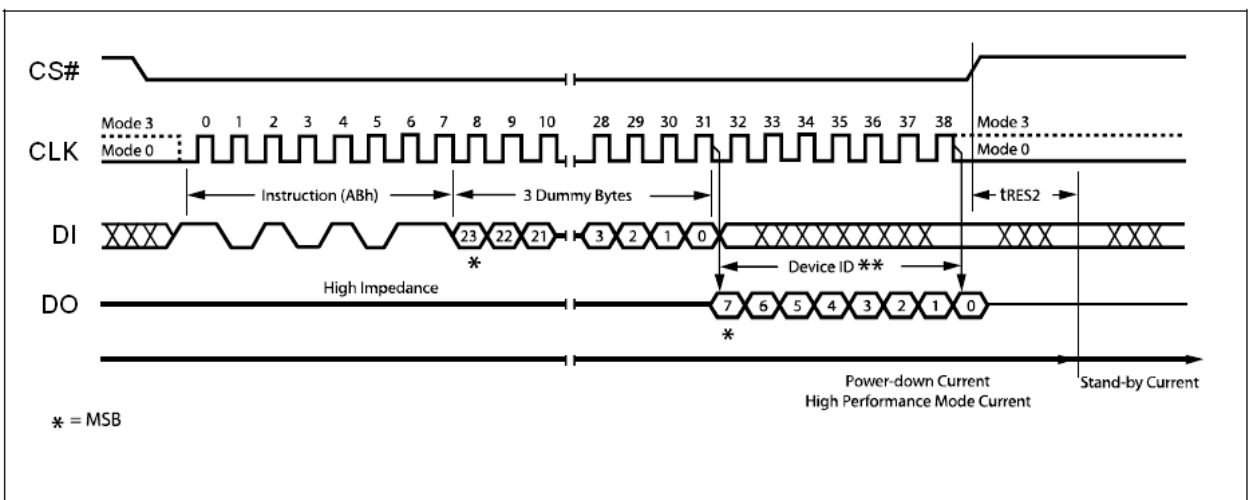 CS#
Mode 3 0 1 2 3 4 5 6 7 8 9 10 28 29 30 31 32 33 34 35 36 37 38 Mode 3
CLK Mode 0 Mode 0
Instruction (ABh) 3 Dummy Bytes tRES2
DI 23 22 21 3 2 1 0
* Device ID **
High Impedance
DO 7 6 5 4 3 2 1 0
*
Power-down Current Stand-by Current
High Performance Mode Current
* = MSB